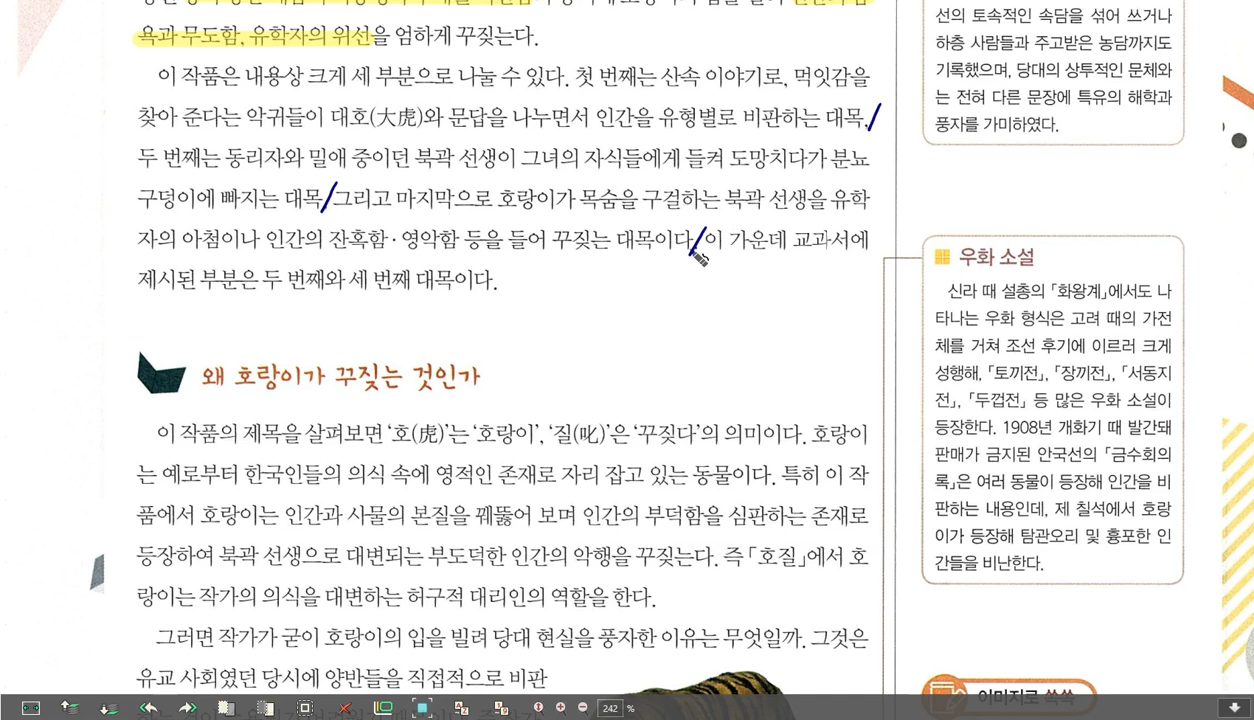 욕과 무도함, 유학자의 위선을 엄하게 꾸짖는다.
이 작품은 내용상 크게 세 부분으로 나눌 수 있다. 첫 번째는 산속 이야기로, 먹잇감을
찾아 준다는 악귀들이 대호(大虎)와 문답을 나누면서 인간을 유형별로 비판하는 대목,
두 번째는 동리자와 밀애 중이던 북곽 선생이 그녀의 자식들에게 들켜 도망치다가 분뇨
구덩이에 빠지는 대목, 그리고 마지막으로 호랑이가 목숨을 구걸하는 북곽 선생을 유학
자의 아첨이나 인간의 잔혹함·영악함 등을 들어 꾸짖는 대목이다. 이 가운데 교과서에
제시된 부분은 두 번째와 세 번째 대목이다.
왜 호랑이가 꾸짖는 것인가
이 작품의 제목을 살펴보면 '호(虎)'는 '호랑이', '질(叱)'은 '꾸짖다'의 의미이다. 호랑이
는 예로부터 한국인들의 의식 속에 영적인 존재로 자리 잡고 있는 동물이다. 특히 이 작
품에서 호랑이는 인간과 사물의 본질을 꿰뚫어 보며 인간의 부덕함을 심판하는 존재로
등장하여 북곽 선생으로 대변되는 부도덕한 인간의 악행을 꾸짖는다. 즉 「호질」에서 호
랑이는 작가의 의식을 대변하는 허구적 대리인의 역할을 한다.
그러면 작가가 굳이 호랑이의 입을 빌려 당대 현실을 풍자한 이유는 무엇일까. 그것은
유교 사회였던 당시에 양반들을 직접적으로 비판
선의 토속적인 속담을 섞어 쓰거나
하층 사람들과 주고받은 농담까지도
기록했으며, 당대의 상투적인 문체와
는 전혀 다른 문장에 특유의 해학과
풍자를 가미하였다.
우화 소설
신라 때 설총의 「화왕계」에서도 나
타나는 우화 형식은 고려 때의 가전
체를 거쳐 조선 후기에 이르러 크게
성행해, 「토끼전」, 「장끼전」, 「서동지
전」, 「두껍전」 등 많은 우화 소설이
등장한다. 1908년 개화기 때 발간돼
판매가 금지된 안국선의 「금수회의
록」은 여러 동물이 등장해 인간을 비
판하는 내용인데, 제 칠석에서 호랑
이가 등장해 탐관오리 및 흉포한 인
간들을 비난한다.
이미지로 쏙쏙
242 %